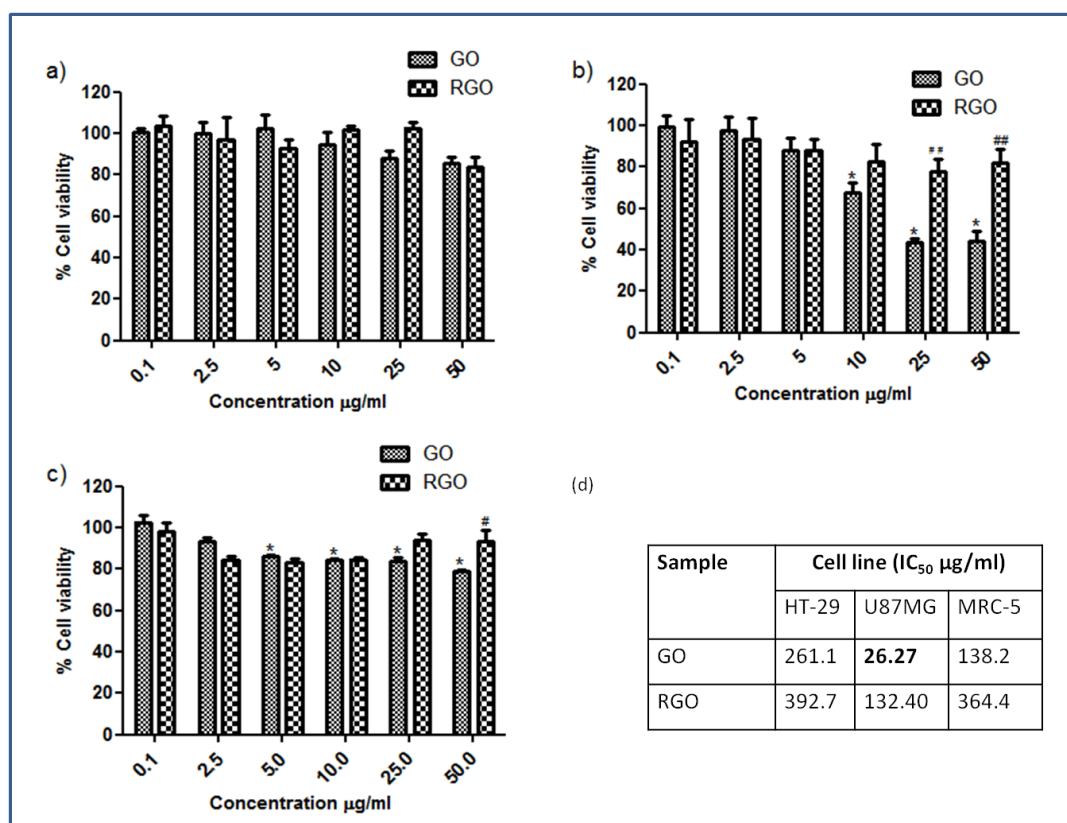 a)
GO
RGO
120
100
80
60
40
20
0
% Cell viability
0.1 2.5 5 10 25 50
Concentration µg/ml
b)
GO
RGO
120
100
80
60
40
20
0
% Cell viability
* ## ##
* *
0.1 2.5 5 10 25 50
Concentration µg/ml
c)
GO
RGO
120
100
80
60
40
20
0
% Cell viability
* * * * #
0.1 2.5 5.0 10.0 25.0 50.0
Concentration µg/ml
(d)
Sample Cell line (IC50 µg/ml)
HT-29 U87MG MRC-5
GO 261.1 26.27 138.2
RGO 392.7 132.40 364.4